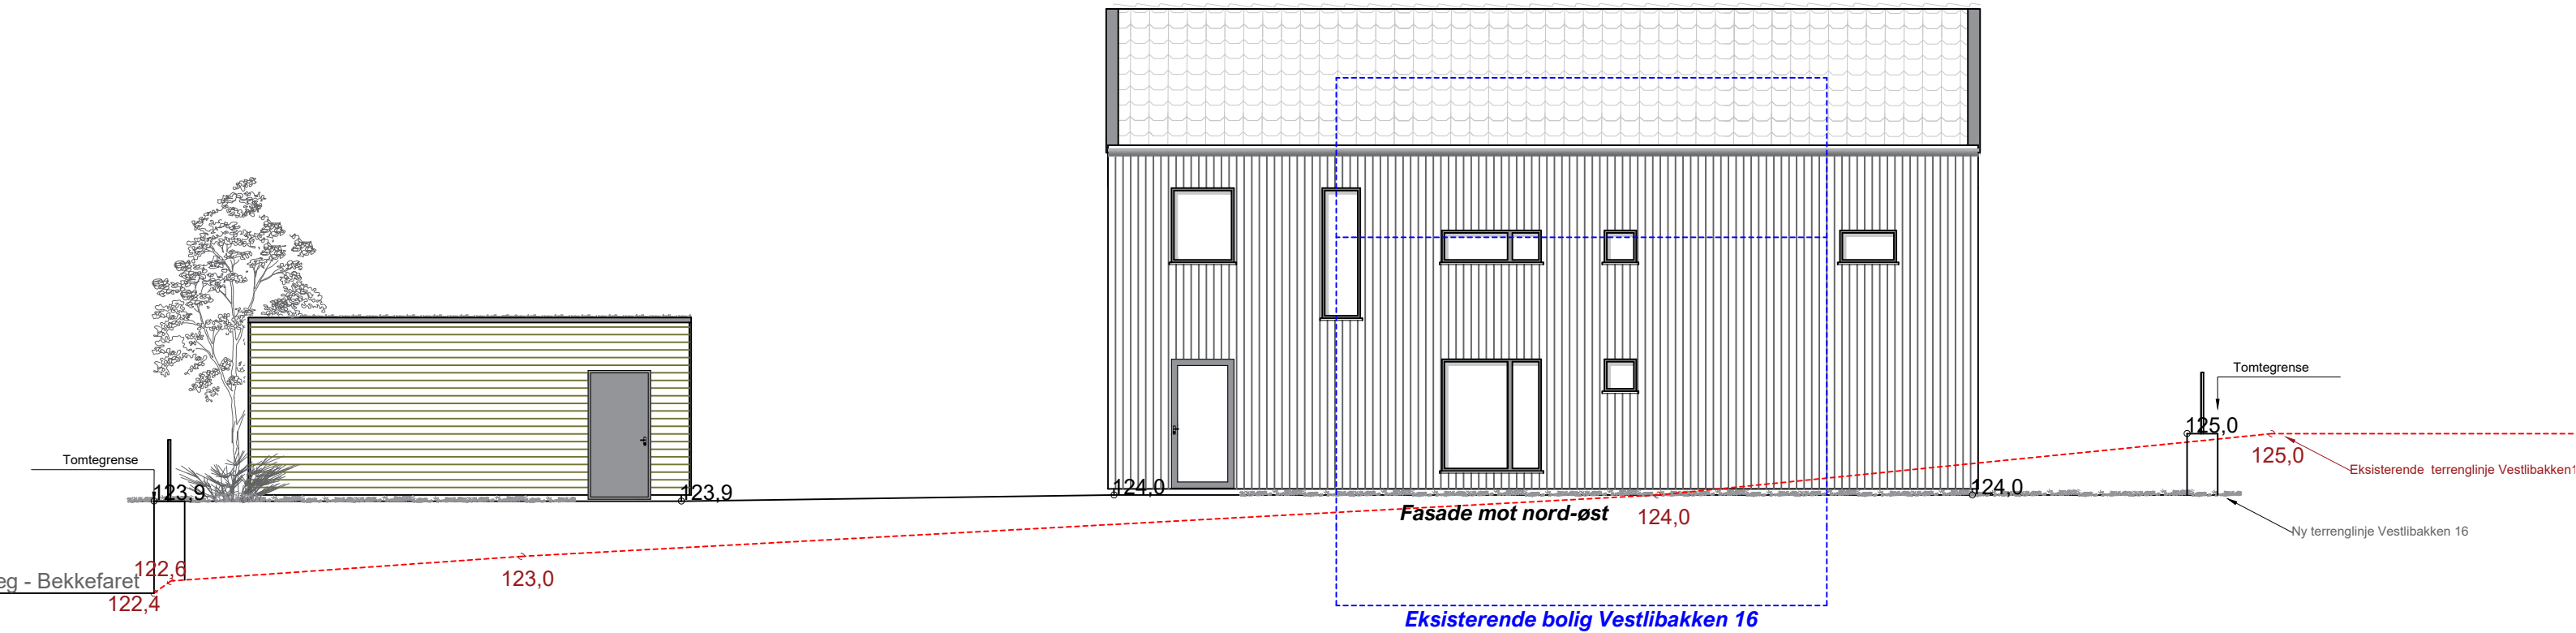 Tomtegrense
125,0
125,0
Eksisterende terrenglinje Vestlibakken1
Tomtegrense
123,9
123,9
124,0
124,0
Fasade mot nord-øst
124,0
Ny terrenglinje Vestlibakken 16
122,6
eg - Bekkefaret
123,0
122,4
Eksisterende bolig Vestlibakken 16